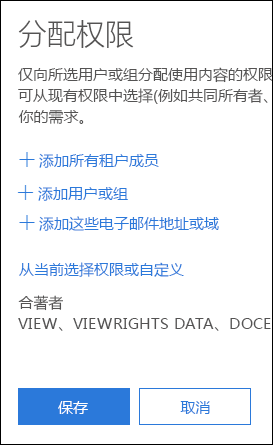 分配权限
仅向所选用户或组分配使用内容的权限
可从现有权限中选择(例如共同所有者、
你的需求。
添加所有租户成员
添加用户或组
添加这些电子邮件地址或域
从当前选择权限或自定义
合著者
VIEW、VIEWRIGHTS DATA、DOCE
保存
取消